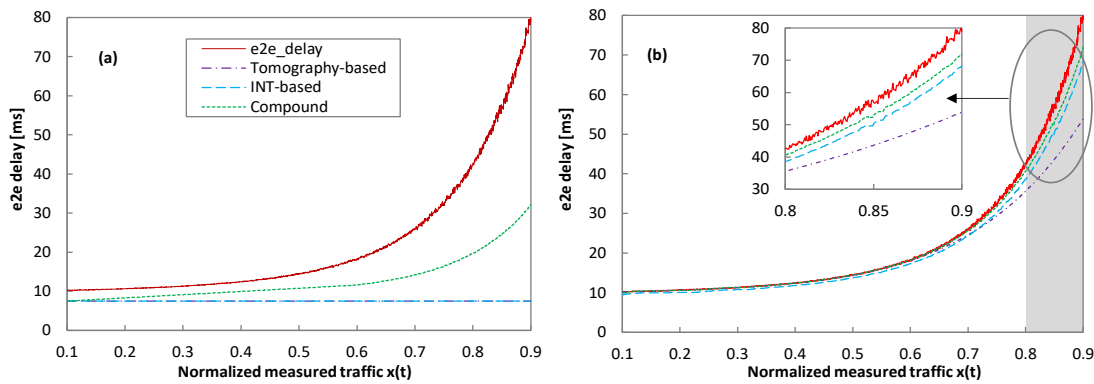 80
70
60
50
40
30
20
10
0
e2e delay [ms]
(a)
e2e_delay
Tomography-based
INT-based
Compound
0.1 0.2 0.3 0.4 0.5 0.6 0.7 0.8 0.9
Normalized measured traffic x(t)
80
70
60
50
40
30
20
10
0
e2e delay [ms]
(b)
80
70
60
50
40
30
0.8 0.85 0.9
0.1 0.2 0.3 0.4 0.5 0.6 0.7 0.8 0.9
Normalized measured traffic x(t)